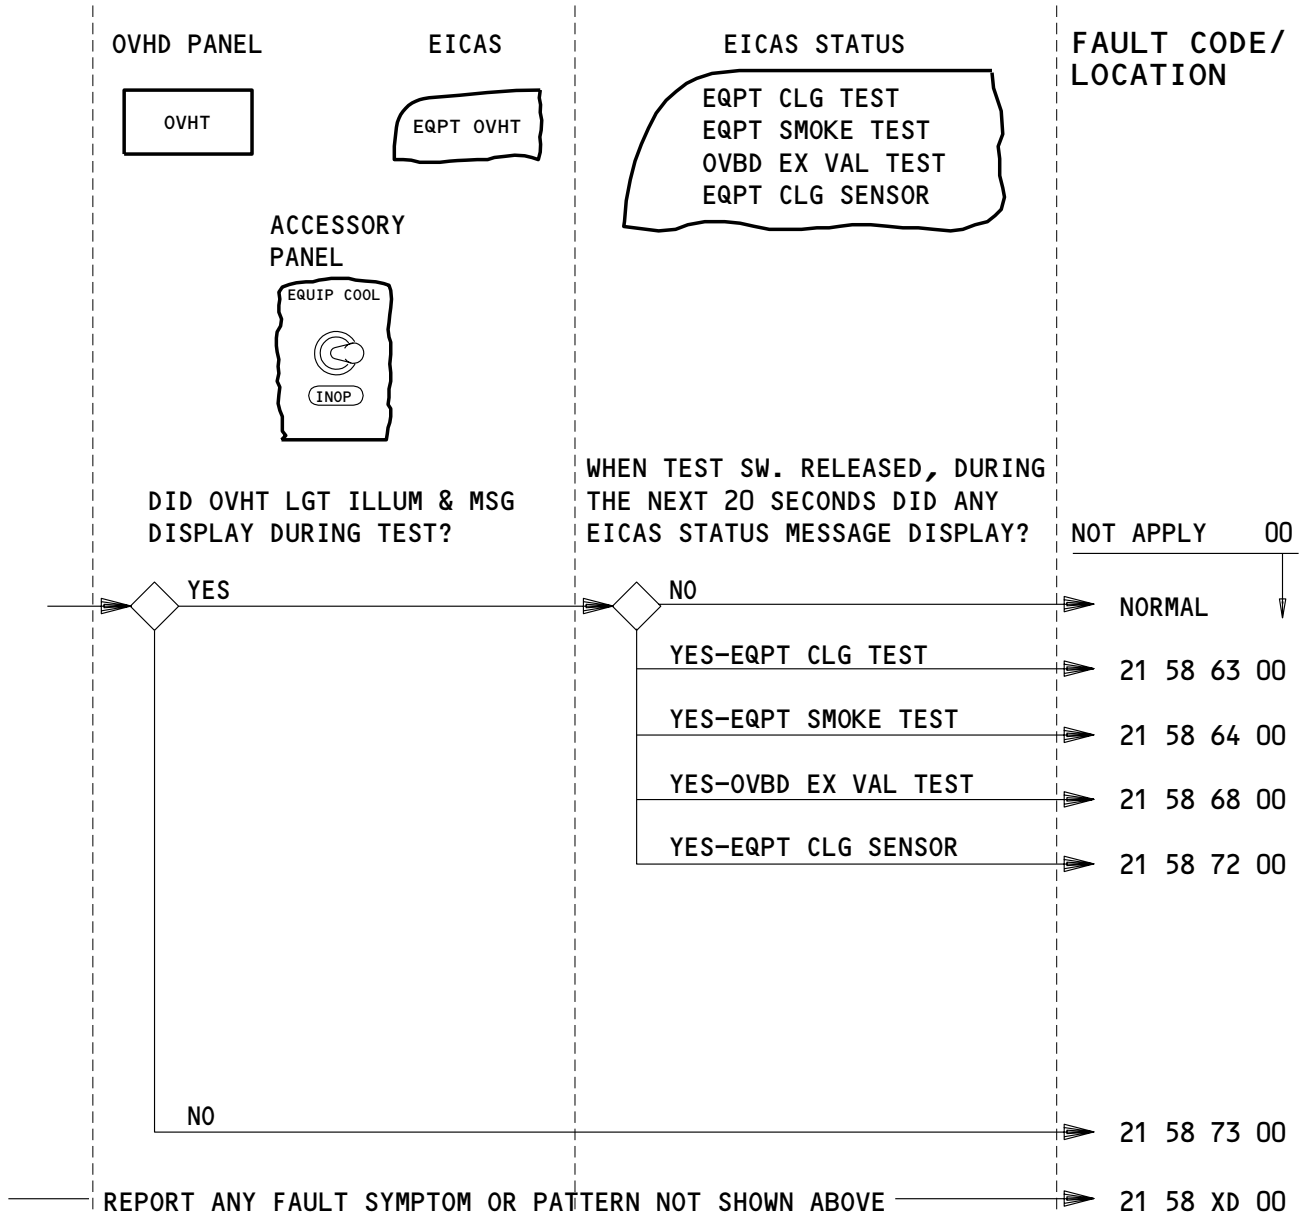 OVHD PANEL
EICAS
EICAS STATUS
FAULT CODE/
LOCATION
OVHT
EQPT OVHT
EQPT CLG TEST
EQPT SMOKE TEST
OVBD EX VAL TEST
EQPT CLG SENSOR
ACCESSORY
PANEL
EQUIP COOL
INOP
DID OVHT LGT ILLUM & MSG
DISPLAY DURING TEST?
WHEN TEST SW. RELEASED, DURING
THE NEXT 20 SECONDS DID ANY
EICAS STATUS MESSAGE DISPLAY?
NOT APPLY 00
YES
NO
NORMAL
YES-EQPT CLG TEST
21 58 63 00
YES-EQPT SMOKE TEST
21 58 64 00
YES-OVBD EX VAL TEST
21 58 68 00
YES-EQPT CLG SENSOR
21 58 72 00
NO
21 58 73 00
REPORT ANY FAULT SYMPTOM OR PATTERN NOT SHOWN ABOVE
21 58 XD 00